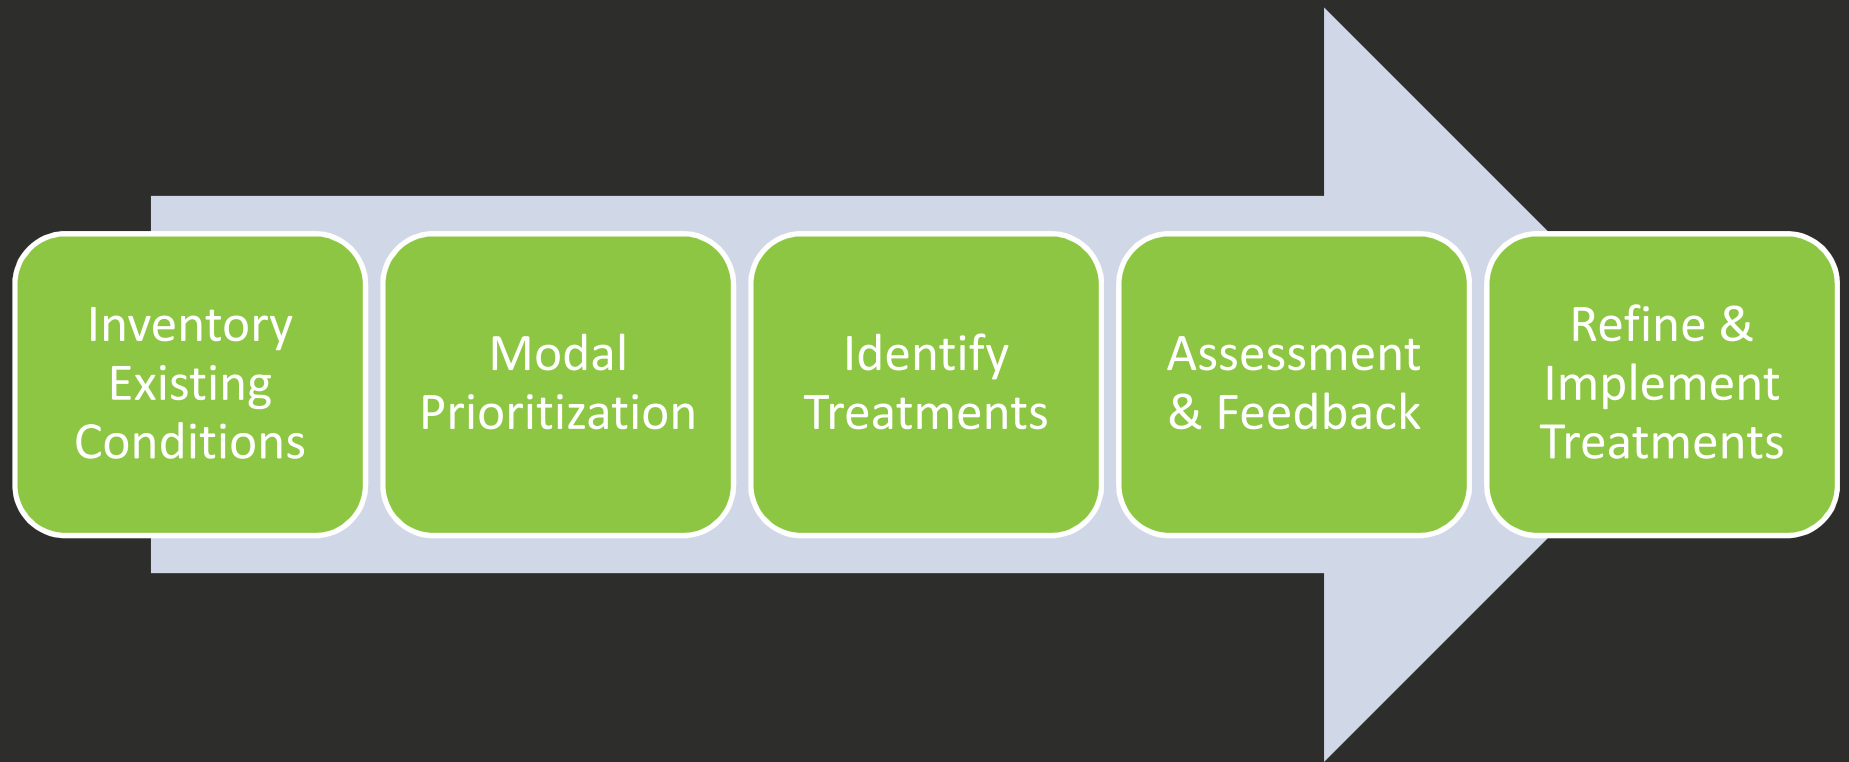 Inventory
Existing
Conditions
Modal
Prioritization
Identify
Treatments
Assessment
& Feedback
Refine &
Implement
Treatments